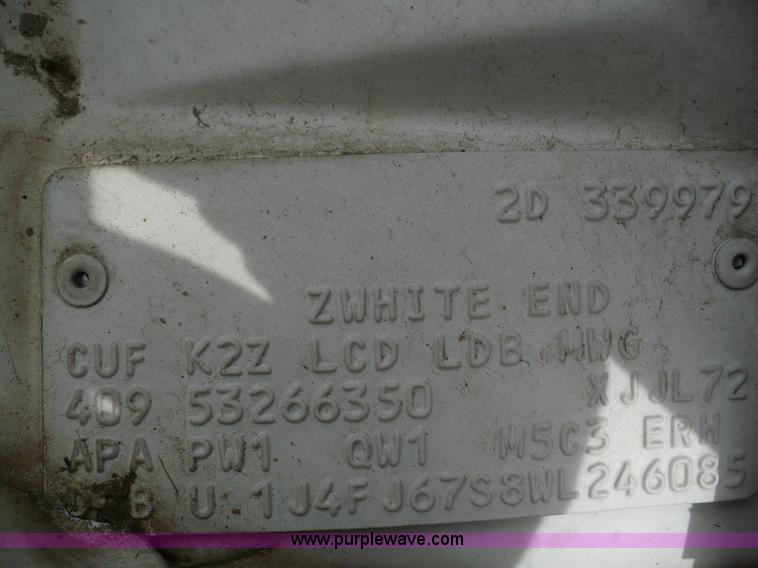 2D 339979
ZWHITE END
CUF K2Z LCD LDB MWG
409 53266350 XJJL72
APA PW1 QW1 M5C3 ERH
B U 1J4FJ67S8WL246085
www.purplewave.com